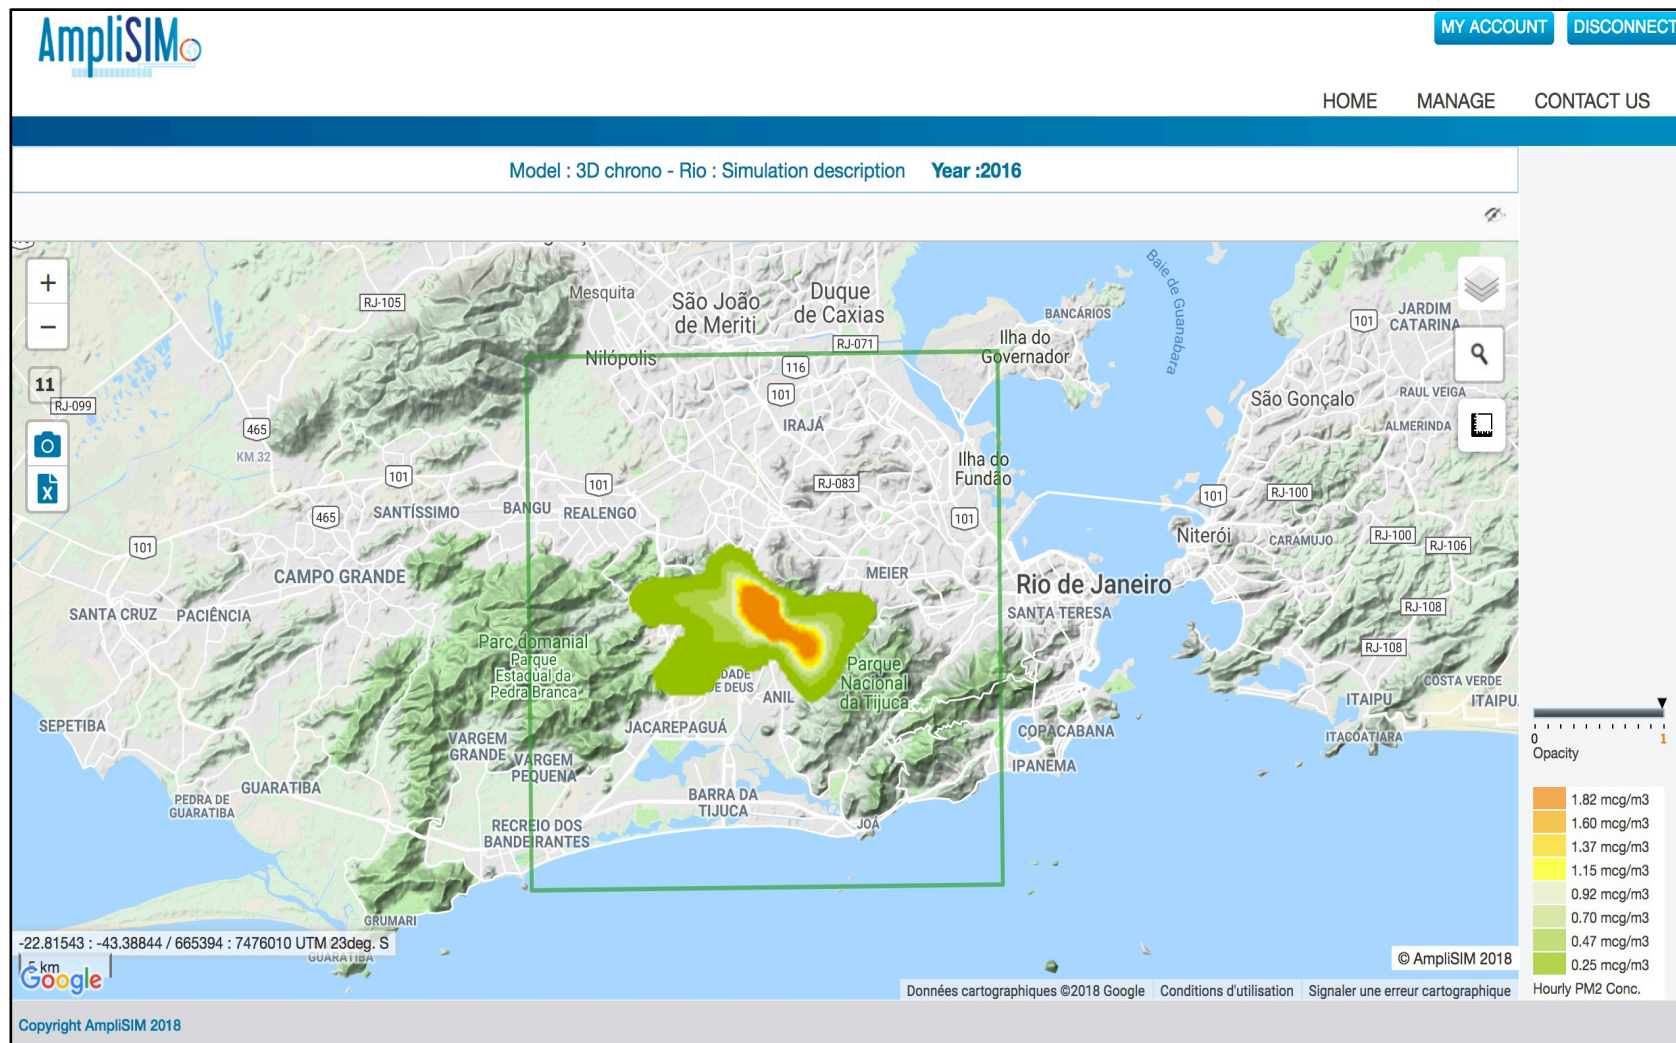 AmpliSIM
MY ACCOUNT
DISCONNECT
HOME
MANAGE
CONTACT US
Model : 3D chrono - Rio : Simulation description Year :2016
+
−
11
RJ-105
Mesquita
São João
de Meriti
Duque
de Caxias
RJ-071
BANCÁRIOS
Ilha do
Governador
Baie de Guanabara
101
JARDIM
CATARINA
Nilópolis
116
101
RJ-099
465
KM 32
IRAJÁ
São Gonçalo
RAUL VEIGA
ALMERINDA
101
101
RJ-083
Ilha do
Fundão
101
RJ-100
465
SANTÍSSIMO
BANGU
REALENGO
101
101
Niterói
CARAMUJO
RJ-100
RJ-106
CAMPO GRANDE
MEIER
Rio de Janeiro
SANTA CRUZ
PACIÊNCIA
SANTA TERESA
RJ-108
Parc domanial
Parque
Estadual da
Pedra Branca
DADE
E DEUS
ANIL
Parque
Nacional
da Tijuca
RJ-108
COSTA VERDE
ITAIPU
ITAIPU
SEPETIBA
JACAREPAGUÁ
COPACABANA
ITACOATIARA
VARGEM
GRANDE
VARGEM
PEQUENA
IPANEMA
GUARATIBA
PEDRA DE
GUARATIBA
BARRA DA
TIJUCA
RECREIO DOS
BANDEIRANTES
JOÁ
GRUMARI
-22.81543 : -43.38844 / 665394 : 7476010 UTM 23deg. S
GUARATIBA
5 km
Google
© AmpliSIM 2018
Données cartographiques ©2018 Google
Conditions d'utilisation
Signaler une erreur cartographique
0
1
Opacity
1.82 mcg/m3
1.60 mcg/m3
1.37 mcg/m3
1.15 mcg/m3
0.92 mcg/m3
0.70 mcg/m3
0.47 mcg/m3
0.25 mcg/m3
Hourly PM2 Conc.
Copyright AmpliSIM 2018